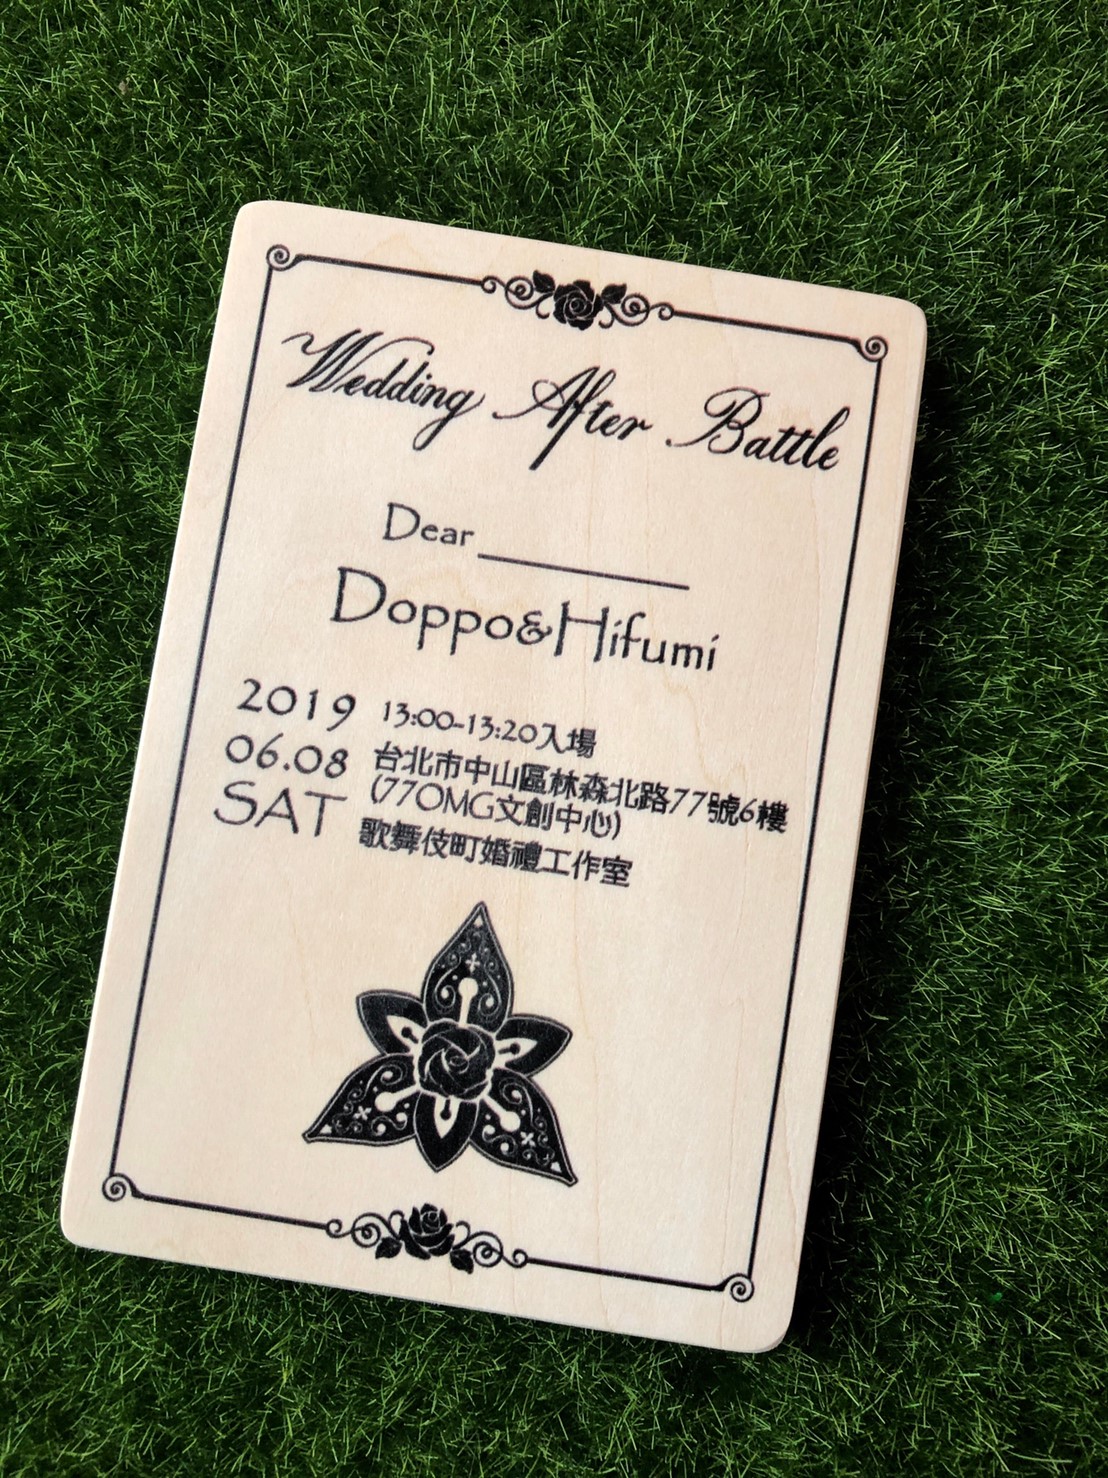 Wedding After Battle
Dear
Doppo&Hifumi
2019
06.08
SAT
13:00-13:20入場
台北市中山區林森北路77號6樓
(77OMG文創中心)
歌舞伎町婚禮工作室